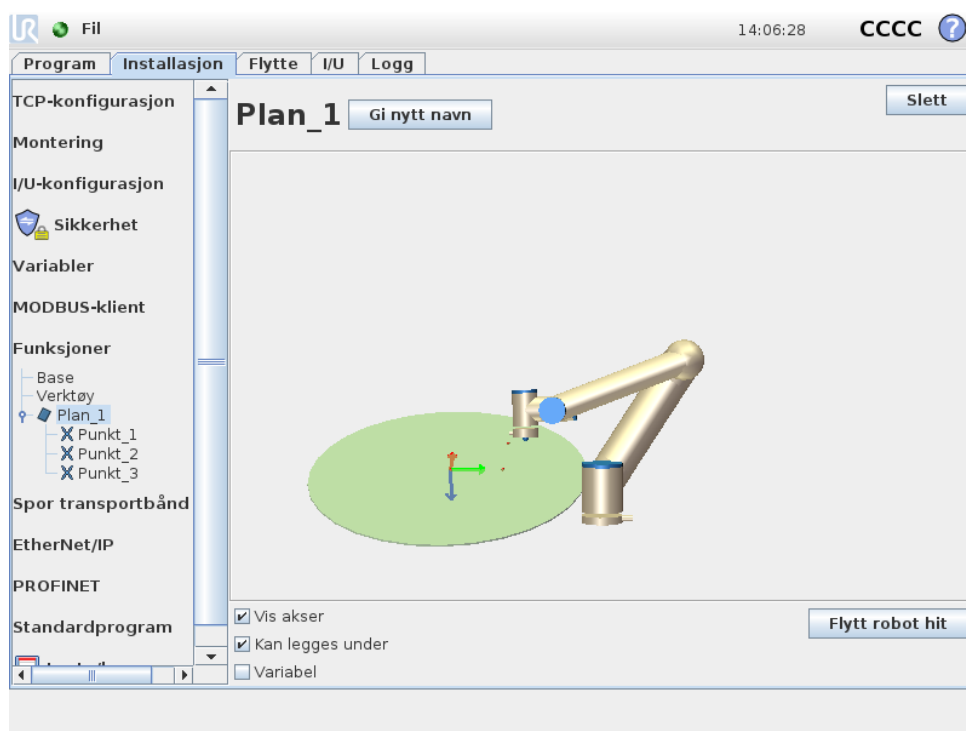 Fil 14:06:28 CCCC ?
Program Installasjon Flytte I/U Logg
TCP-konfigurasjon
Montering
I/U-konfigurasjon
Sikkerhet
Variabler
MODBUS-klient
Funksjoner
Base
Verktøy
Plan_1
Punkt_1
Punkt_2
Punkt_3
Spor transportbånd
EtherNet/IP
PROFINET
Standardprogram
Plan_1 Gi nytt navn Slett
Vis akser
Kan legges under
Variabel
Flytt robot hit